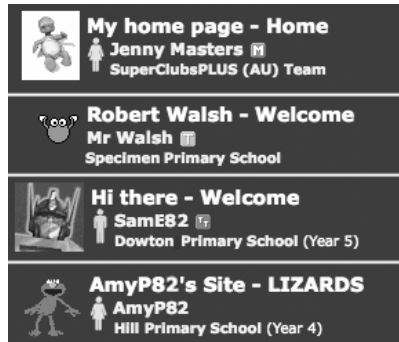 My home page - Home
Jenny Masters M
SuperClubsPLUS (AU) Team
Robert Walsh - Welcome
Mr Walsh T
Specimen Primary School
Hi there - Welcome
SamE82 TT
Dowton Primary School (Year 5)
AmyP82's Site - LIZARDS
AmyP82
Hill Primary School (Year 4)